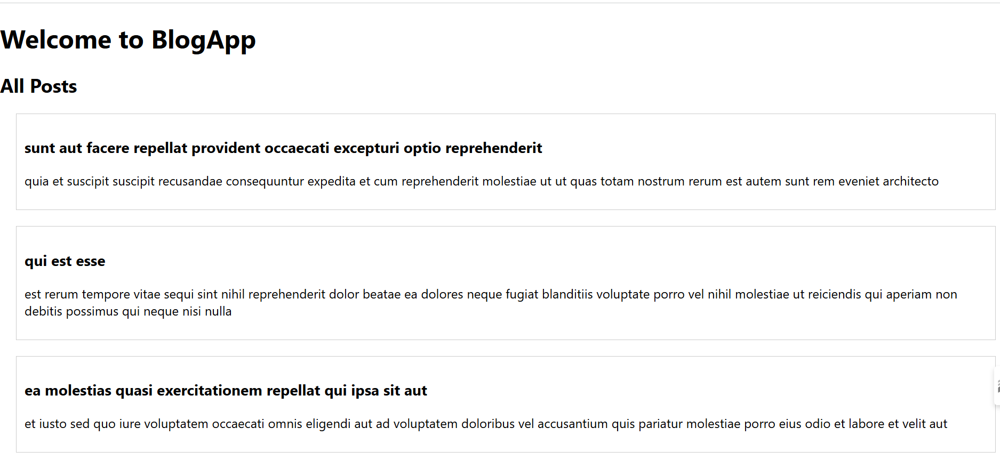 Welcome to BlogApp
All Posts
sunt aut facere repellat provident occaecati excepturi optio reprehenderit
quia et suscipit suscipit recusandae consequuntur expedita et cum reprehenderit molestiae ut ut quas totam nostrum rerum est autem sunt rem eveniet architecto
qui est esse
est rerum tempore vitae sequi sint nihil reprehenderit dolor beatae ea dolores neque fugiat blanditiis voluptate porro vel nihil molestiae ut reiciendis qui aperiam non
debitis possimus qui neque nisi nulla
ea molestias quasi exercitationem repellat qui ipsa sit aut
et iusto sed quo iure voluptatem occaecati omnis eligendi aut ad voluptatem doloribus vel accusantium quis pariatur molestiae porro eius odio et labore et velit aut